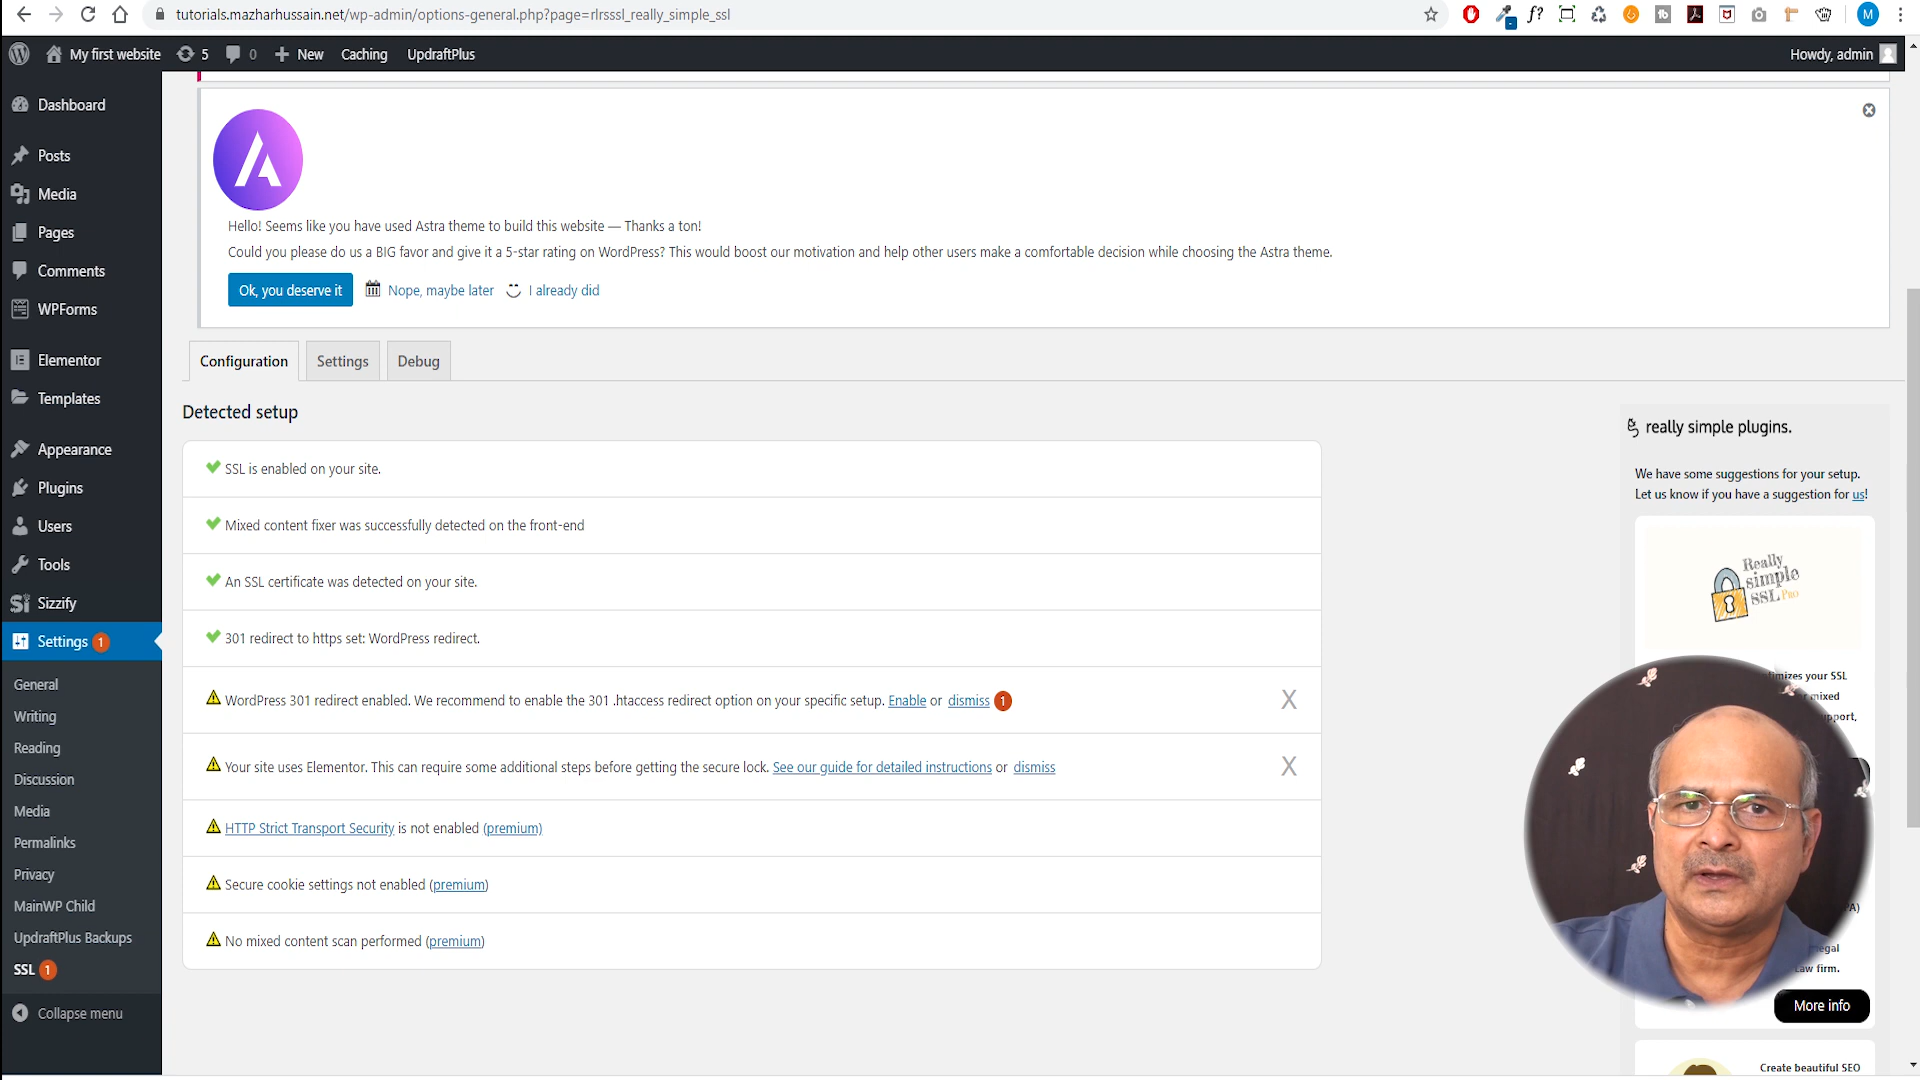 tutorials.mazharhussain.net/wp-admin/options-general.php?page=rlrsssl_really_simple_ssl
M
My first website 5 0 New Caching UpdraftPlus
Howdy, admin
Dashboard
Posts
Media
Pages
Comments
WPForms
Elementor
Templates
Appearance
Plugins
Users
Tools
Sizzify
Settings 1
General
Writing
Reading
Discussion
Media
Permalinks
Privacy
MainWP Child
UpdraftPlus Backups
SSL 1
Collapse menu
Hello! Seems like you have used Astra theme to build this website — Thanks a ton!
Could you please do us a BIG favor and give it a 5-star rating on WordPress? This would boost our motivation and help other users make a comfortable decision while choosing the Astra theme.
Ok, you deserve it Nope, maybe later I already did
Configuration Settings Debug
Detected setup
SSL is enabled on your site.
Mixed content fixer was successfully detected on the front-end
An SSL certificate was detected on your site.
301 redirect to https set: WordPress redirect.
WordPress 301 redirect enabled. We recommend to enable the 301 .htaccess redirect option on your specific setup. Enable or dismiss 1 X
Your site uses Elementor. This can require some additional steps before getting the secure lock. See our guide for detailed instructions or dismiss X
HTTP Strict Transport Security is not enabled (premium)
Secure cookie settings not enabled (premium)
No mixed content scan performed (premium)
really simple plugins.
We have some suggestions for your setup.
Let us know if you have a suggestion for us!
Really
simple
SSL Pro
your SSL
mixed
law firm.
More info
Create beautiful SEO